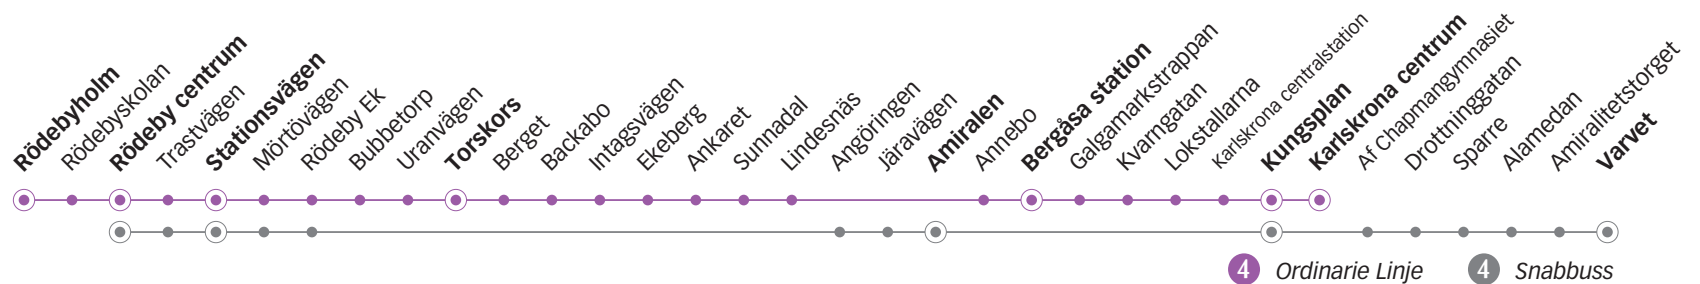 Rödebyholm
Rödebyskolan
Rödeby centrum
Trastvägen
Stationsvägen
Mörtövägen
Rödeby Ek
Bubbetorp
Uranvägen
Torskors
Berget
Backabo
Intagsvägen
Ekeberg
Ankaret
Sunnadal
Lindesnäs
Angöringen
Järavägen
Amiralen
Annebo
Bergåsa station
Galgamarkstrappan
Kvarngatan
Lokstallarna
Karlskrona centralstation
Kungsplan
Karlskrona centrum
Af Chapmangymnasiet
Drottninggatan
Sparre
Alamedan
Amiralitetstorget
Varvet
4 Ordinarie Linje
4 Snabbuss